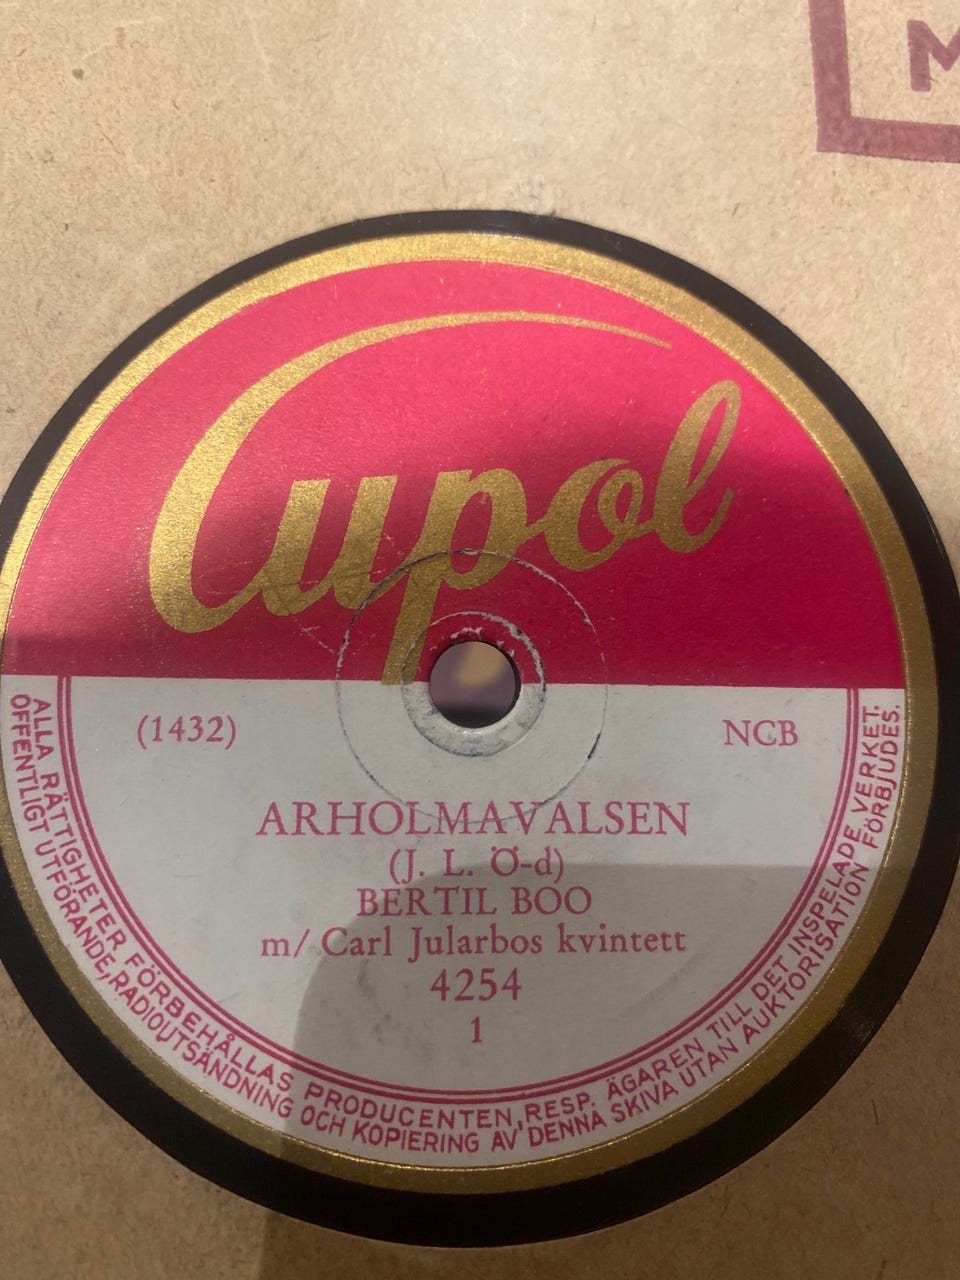 M
Cupol
(1432)
NCB
ARHOLMAVALSEN
(J. L. Ö-d)
BERTIL BOO
m/ Carl Jularbos kvintett
4254
1
ALLA RÄTTIGHETER FÖRBEHÅLLAS PRODUCENTEN, RESP. ÄGAREN TILL DET INSPELADE VERKET.
OFFENTLIGT UTFÖRANDE, RADIOUTSÄNDNING OCH KOPIERING AV DENNA SKIVA UTAN AUKTORISATION FÖRBJUDES.